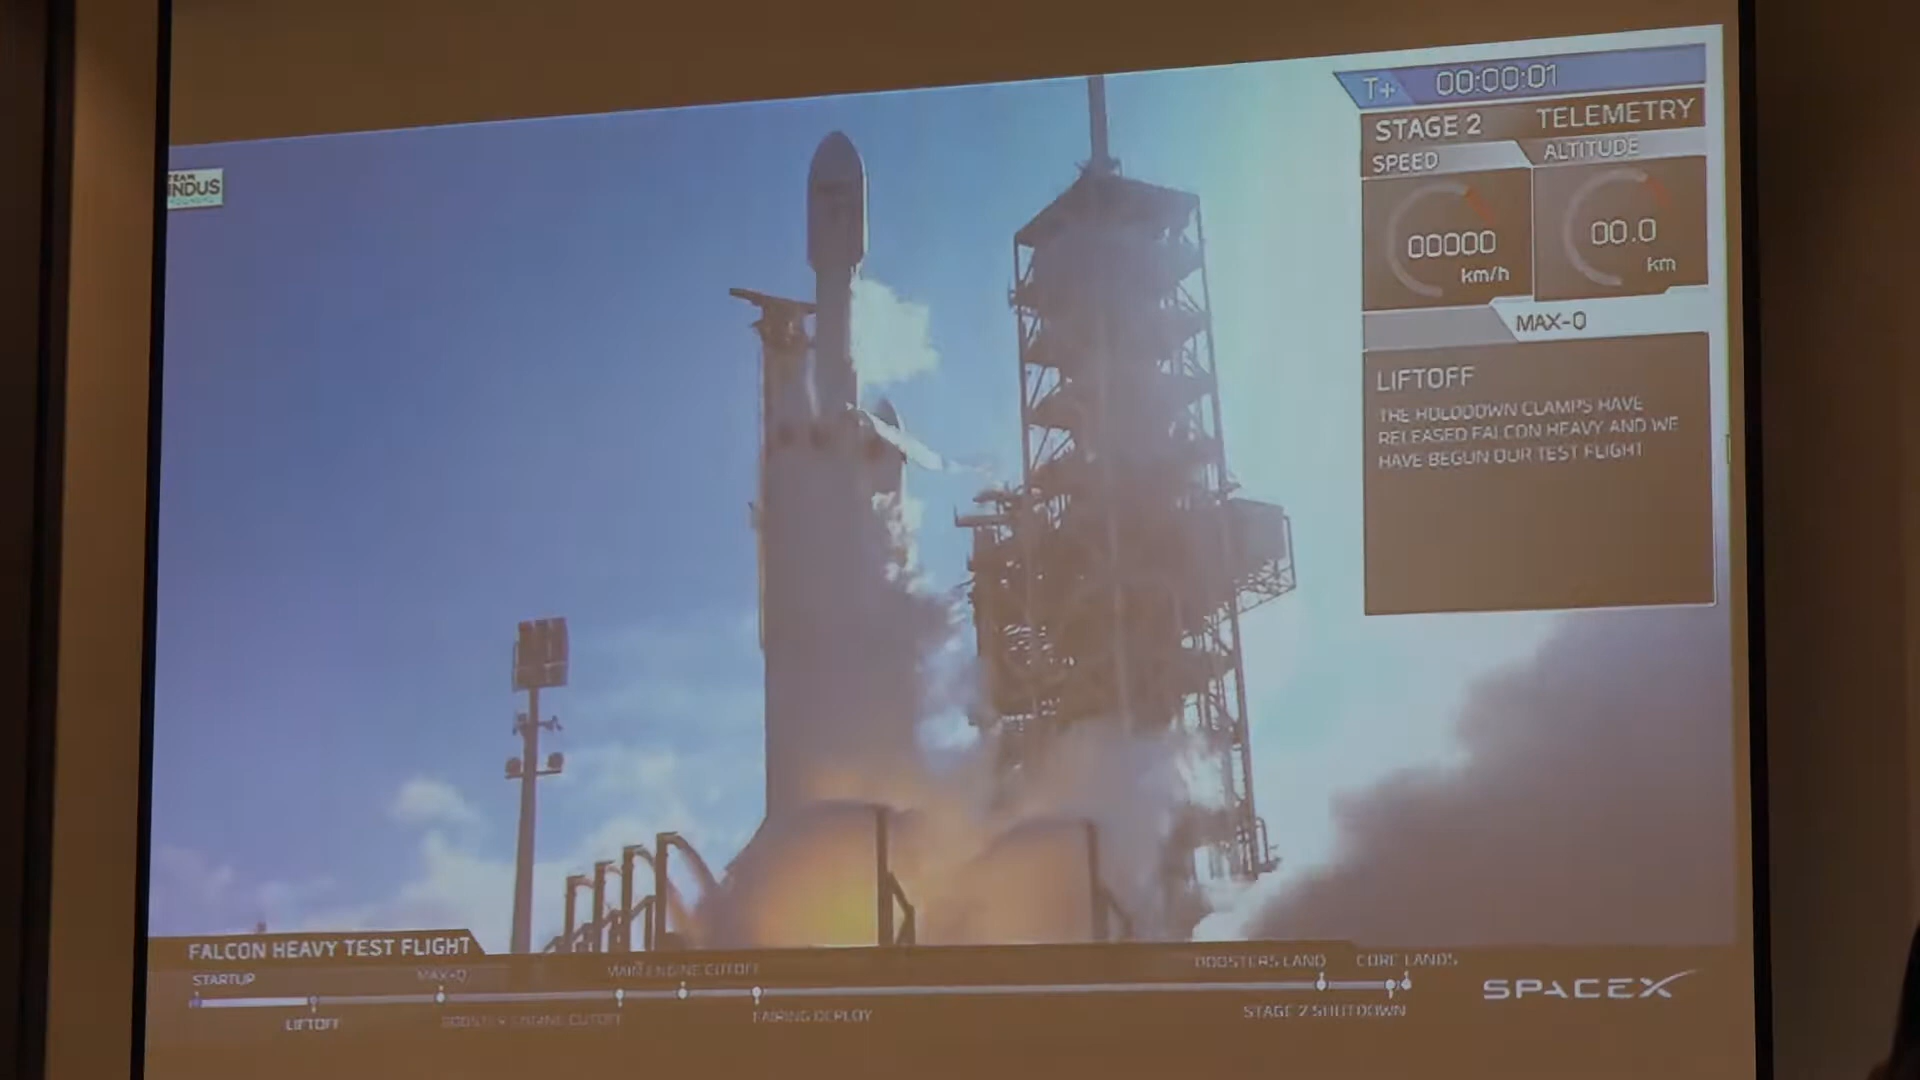 T+ 00:00:01
STAGE 2 TELEMETRY
SPEED ALTITUDE
00000 00.0
km/h km
MAX-Q
LIFTOFF
THE HOLDDOWN CLAMPS HAVE
RELEASED FALCON HEAVY AND WE
HAVE BEGUN OUR TEST FLIGHT
TEAM
INDUS
FALCON HEAVY TEST FLIGHT
STARTUP MAX-Q MAIN ENGINE CUTOFF BOOSTERS LAND CORE LANDS
LIFTOFF BOOSTER ENGINE CUTOFF FAIRING DEPLOY STAGE 2 SHUTDOWN
SPACEX